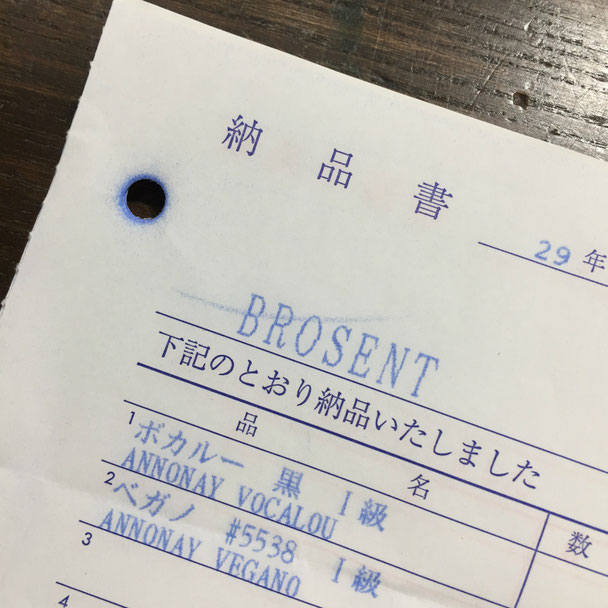 納品書
29年
BROSENT
下記のとおり納品いたしました
品名
数
1 ボカルー 黒 I級
ANNONAY VOCALOU
2 ベガノ #5538 I級
ANNONAY VEGANO
3
4